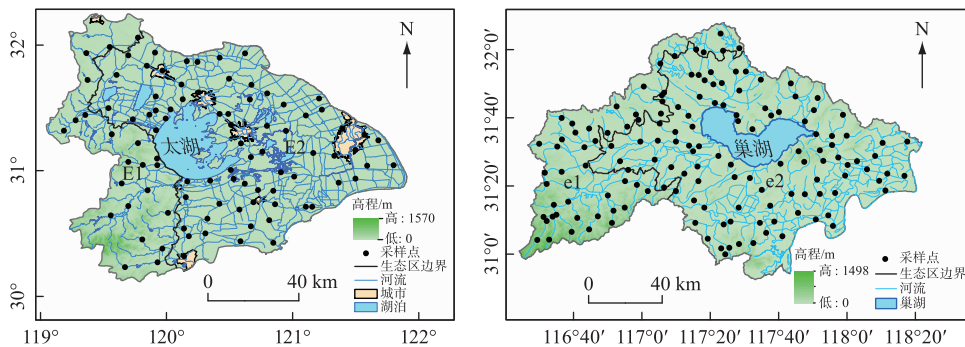 32°
31°
30°
119 120 121 122
N
太湖
E1
E2
高程/m
高: 1570
低: 0
采样点
生态区边界
河流
城市
湖泊
0 40 km
32°0′
31°40′
31°20′
31°0′
116°40′ 117°0′ 117°20′ 117°40′ 118°0′ 118°20′
N
巢湖
e1
e2
高程/m
高: 1498
低: 0
采样点
生态区边界
河流
巢湖
0 40 km